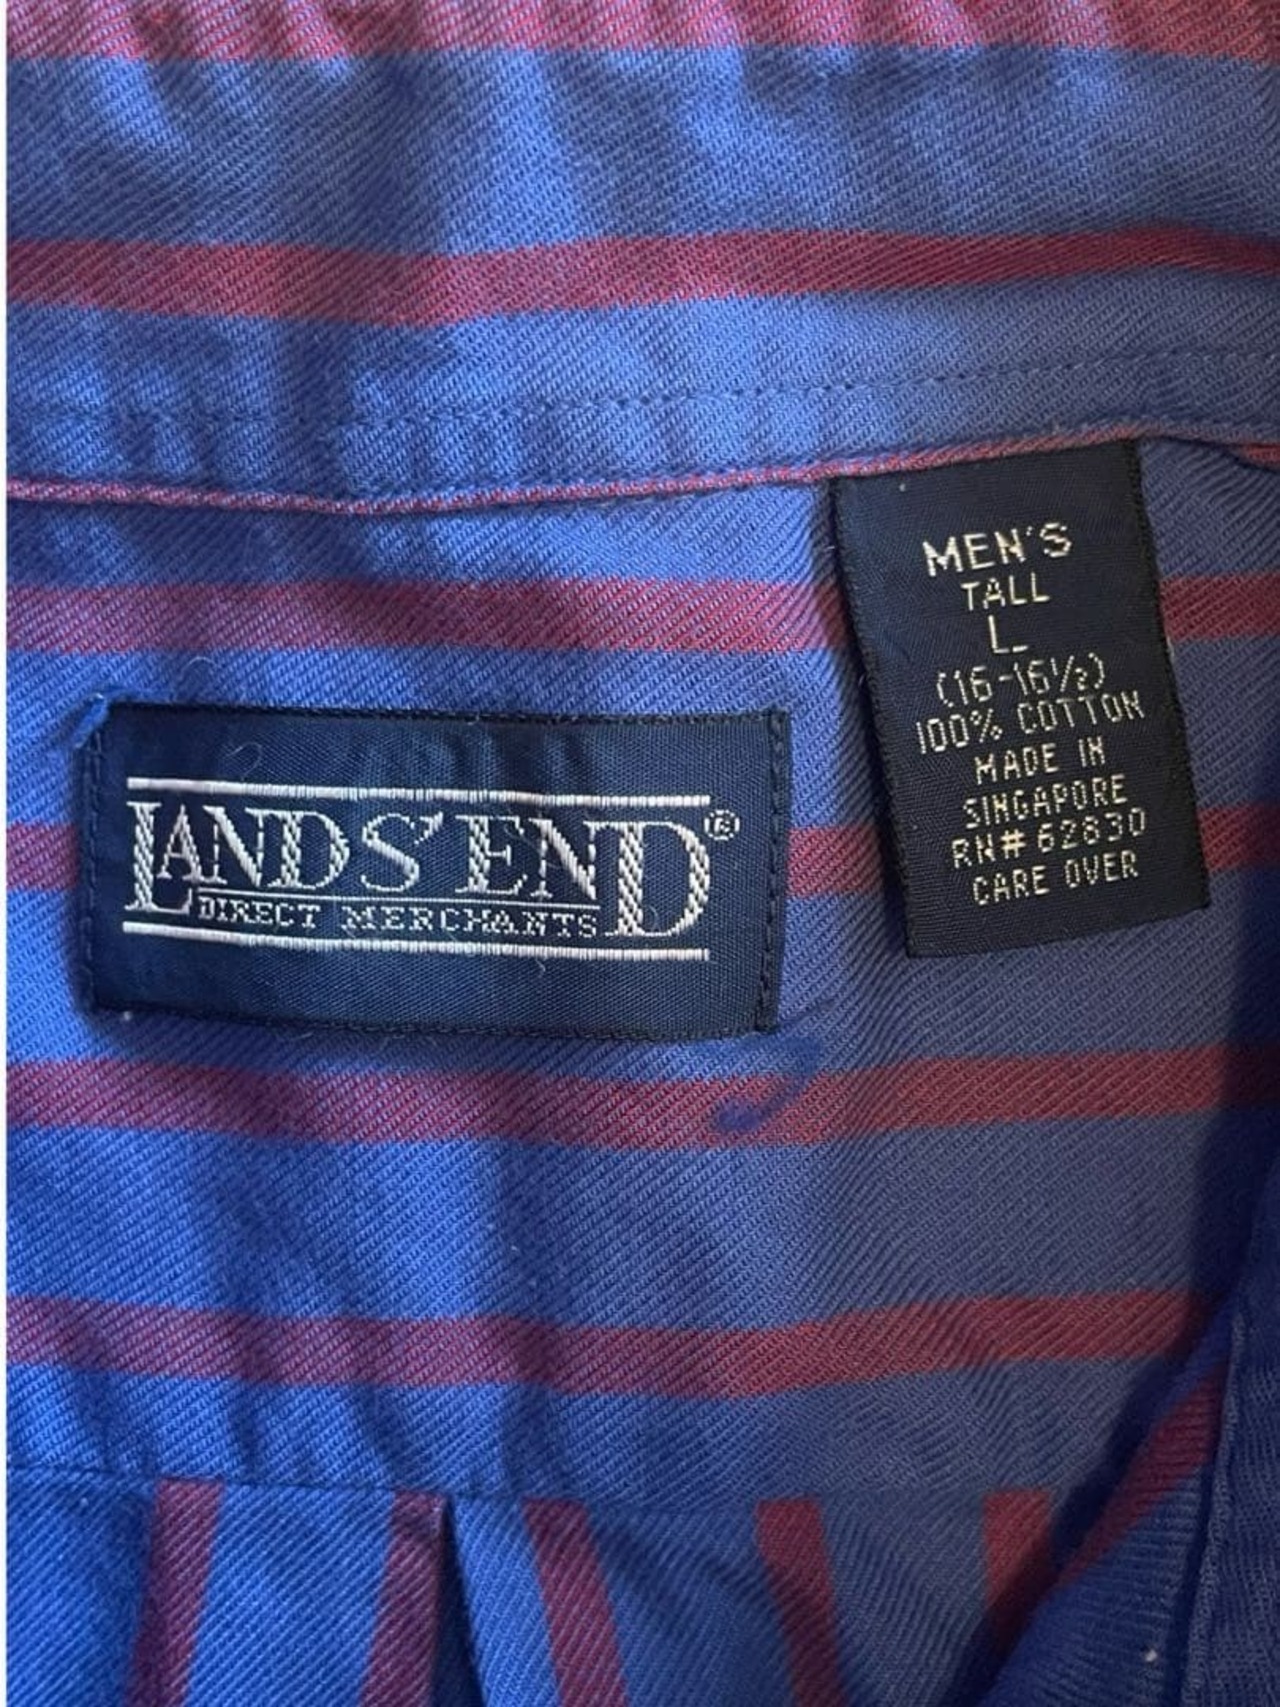 LANDS' END®
DIRECT MERCHANTS
MEN'S
TALL
L
(16-16½)
100% COTTON
MADE IN
SINGAPORE
RN# 62830
CARE OVER